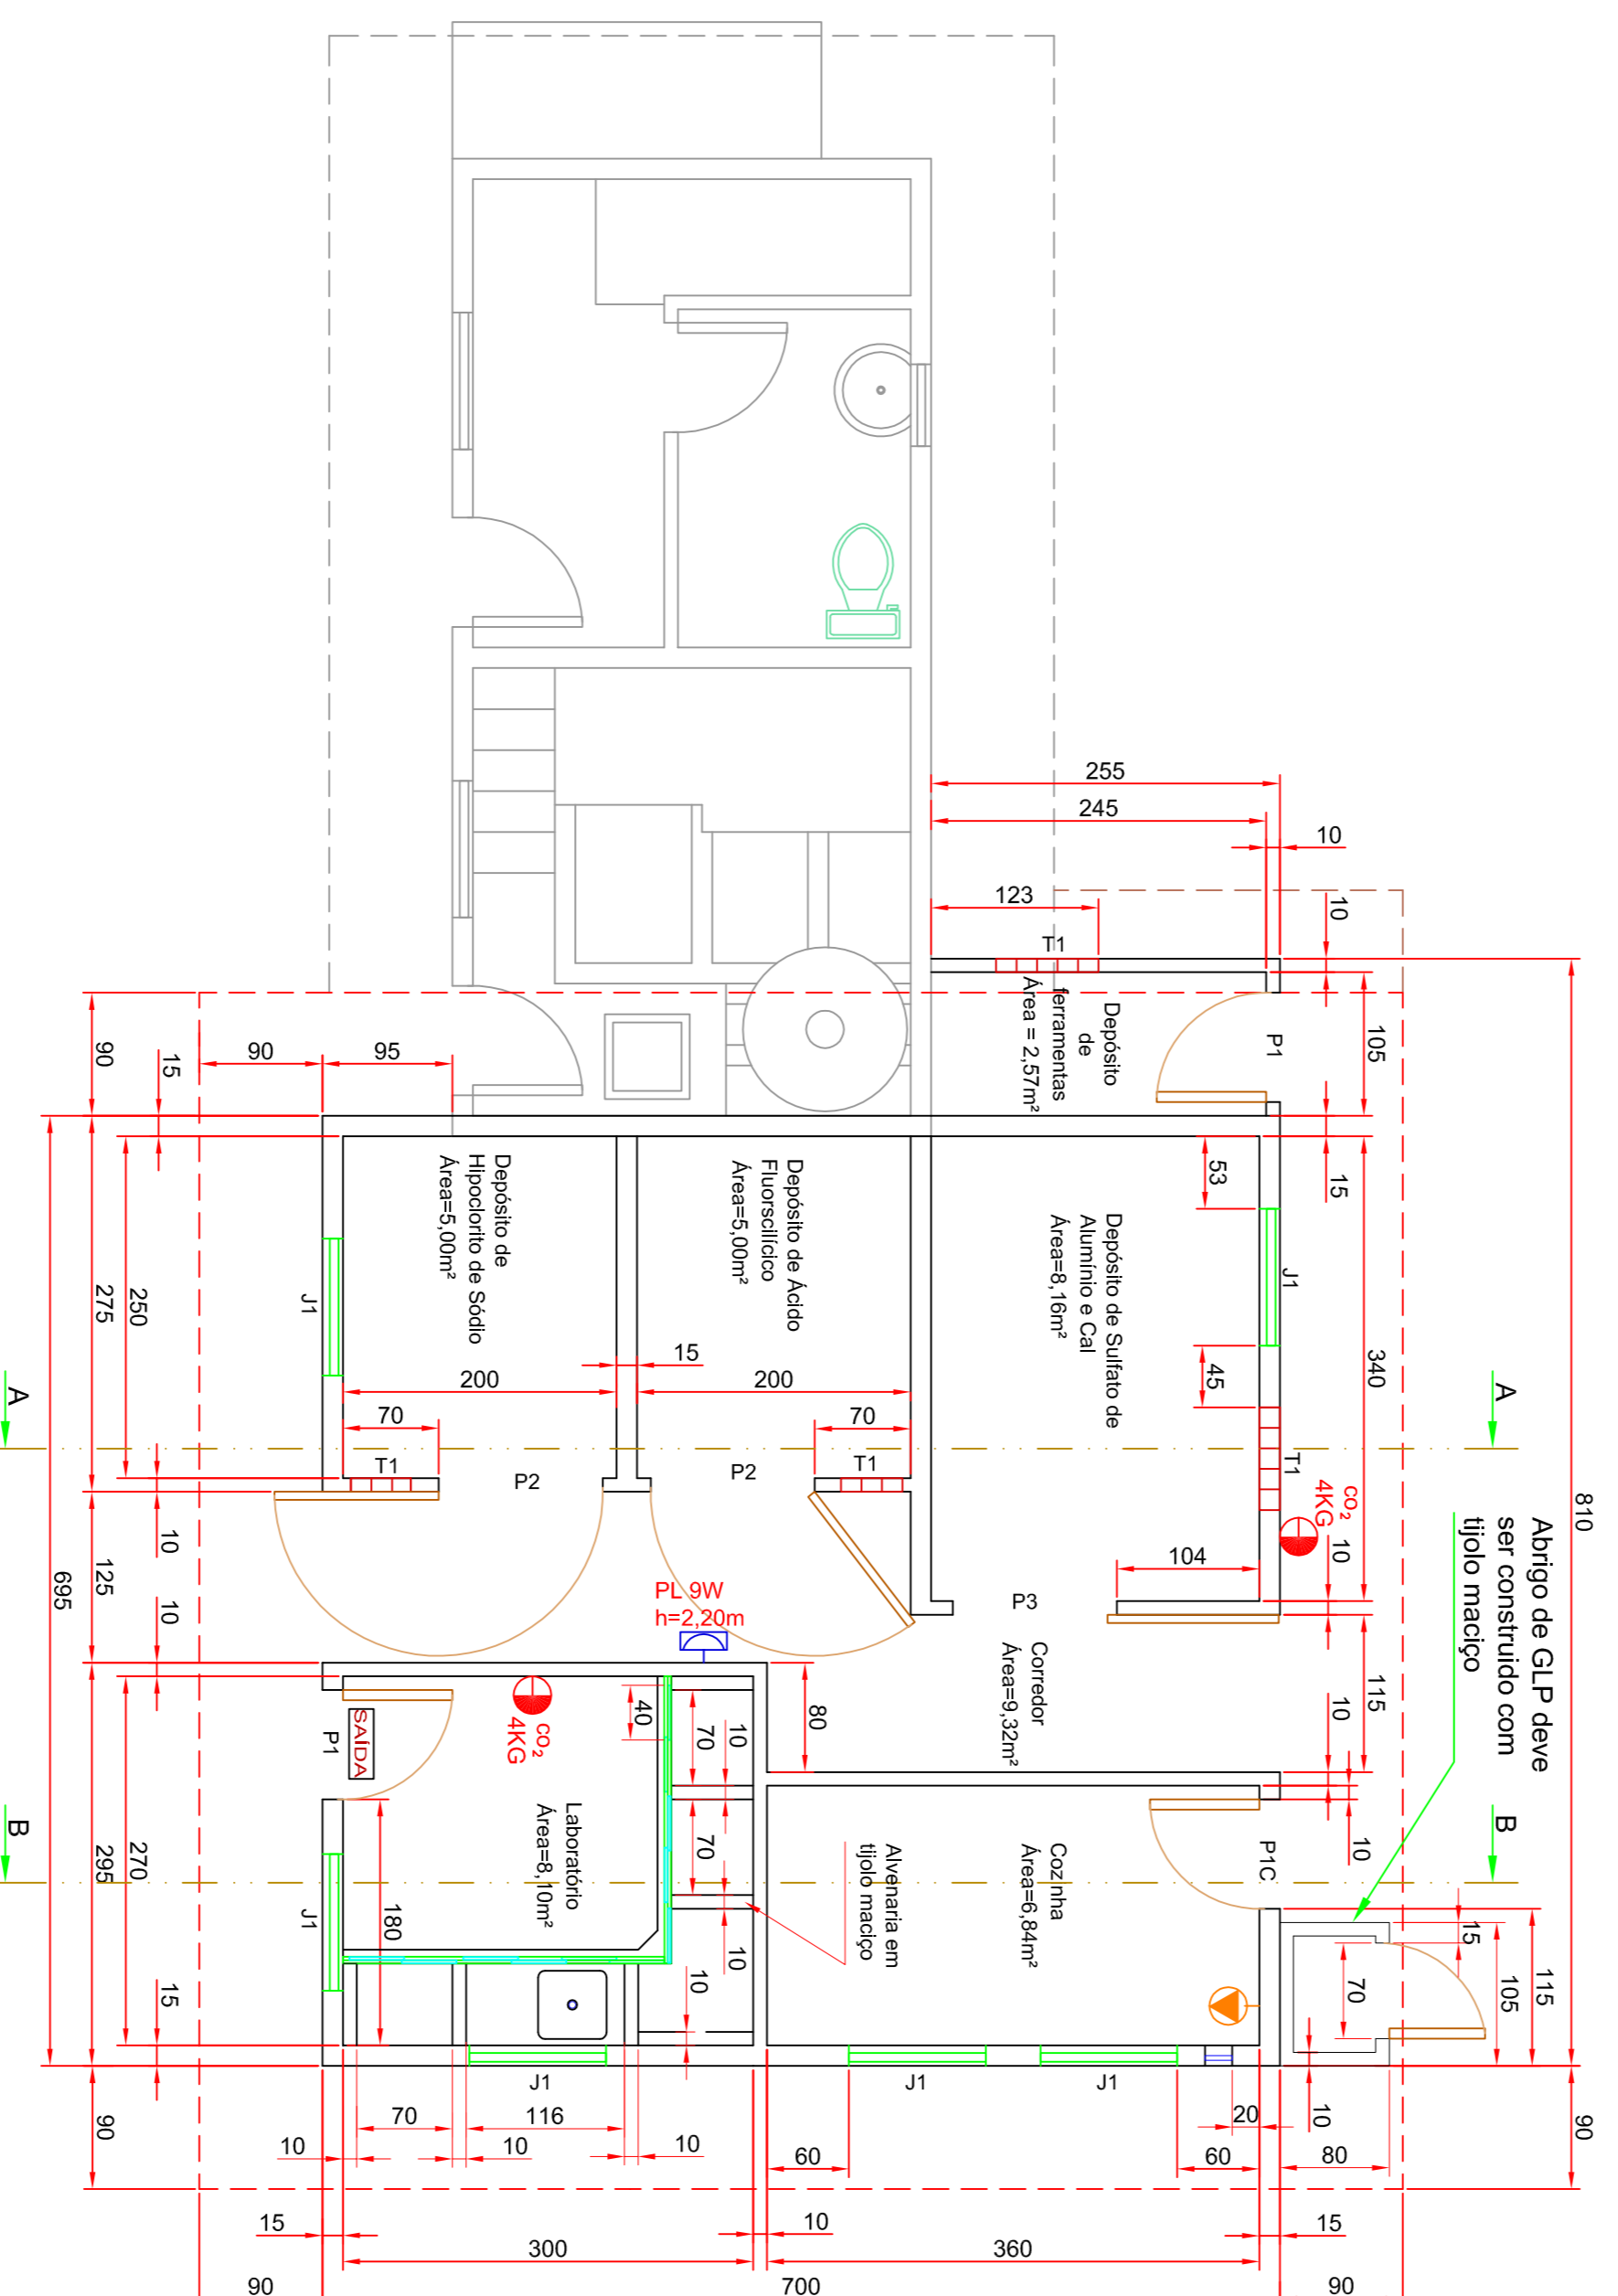 255
245
10
123
10
T1
Depósito
de
ferramentas
Área = 2,57m²
P1
105
810
90
15
90
95
53
15
J1
340
45
T1
CO₂
4KG
10
104
Abrigo de GLP deve
ser construido com
tijolo maciço
A
A
Depósito de
Hipoclorito de Sódio
Área=5,00m²
Depósito de Ácido
Fluorscilícico
Área=5,00m²
Depósito de Sulfato de
Alumínio e Cal
Área=8,16m²
J1
250
275
15
200
200
70
70
T1
T1
P2
P2
P3
10
125
10
695
PL 9W
h=2,20m
Corredor
Área=9,32m²
115
10
80
10
70
40
CO₂
4KG
SAÍDA
P1
10
70
10
Laboratório
Área=8,10m²
Alvenaria em
tijolo maciço
Cozinha
Área=6,84m²
P1C
10
B
B
15
70
105
115
270
295
J1
180
15
10
J1
J1
J1
90
90
70
116
10
10
10
60
20
60
10
80
15
10
15
300
360
90
700
90